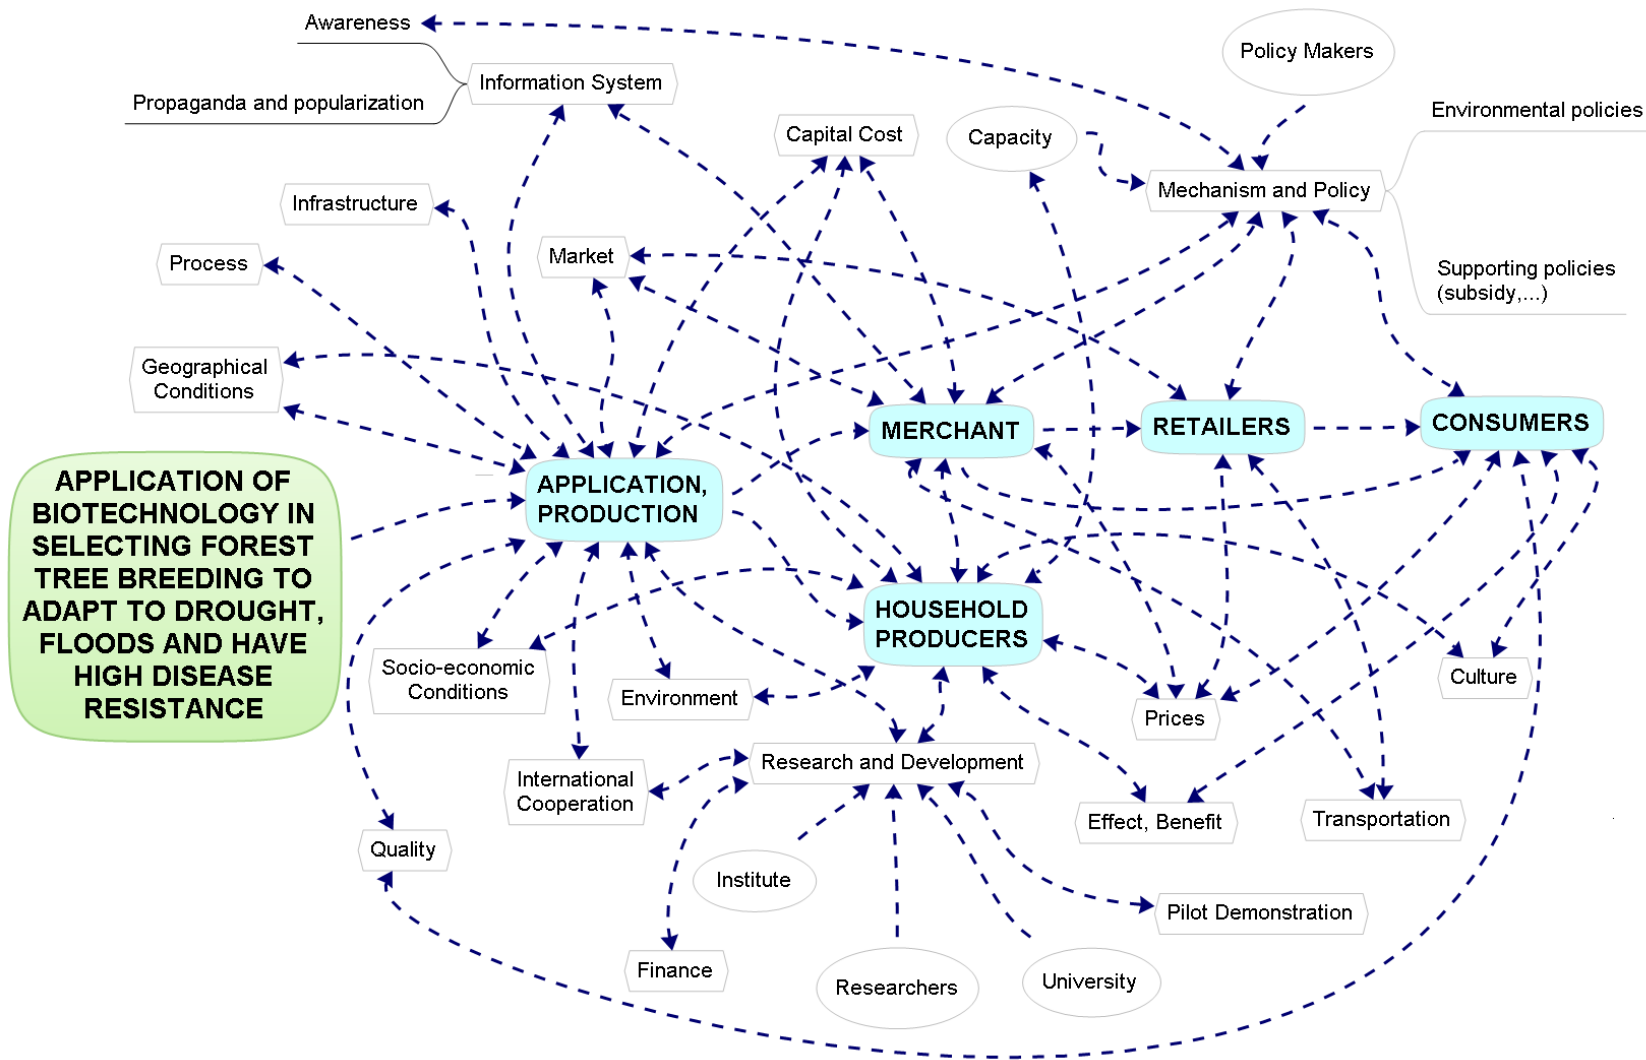 Awareness
Policy Makers
Information System
Propaganda and popularization
Environmental policies
Capital Cost
Capacity
Mechanism and Policy
Infrastructure
Market
Process
Supporting policies
(subsidy,...)
Geographical
Conditions
MERCHANT
RETAILERS
CONSUMERS
APPLICATION OF
BIOTECHNOLOGY IN
SELECTING FOREST
TREE BREEDING TO
ADAPT TO DROUGHT,
FLOODS AND HAVE
HIGH DISEASE
RESISTANCE
APPLICATION,
PRODUCTION
HOUSEHOLD
PRODUCERS
Socio-economic
Conditions
Environment
Culture
Prices
Research and Development
International
Cooperation
Effect, Benefit
Transportation
Quality
Institute
Pilot Demonstration
Finance
Researchers
University